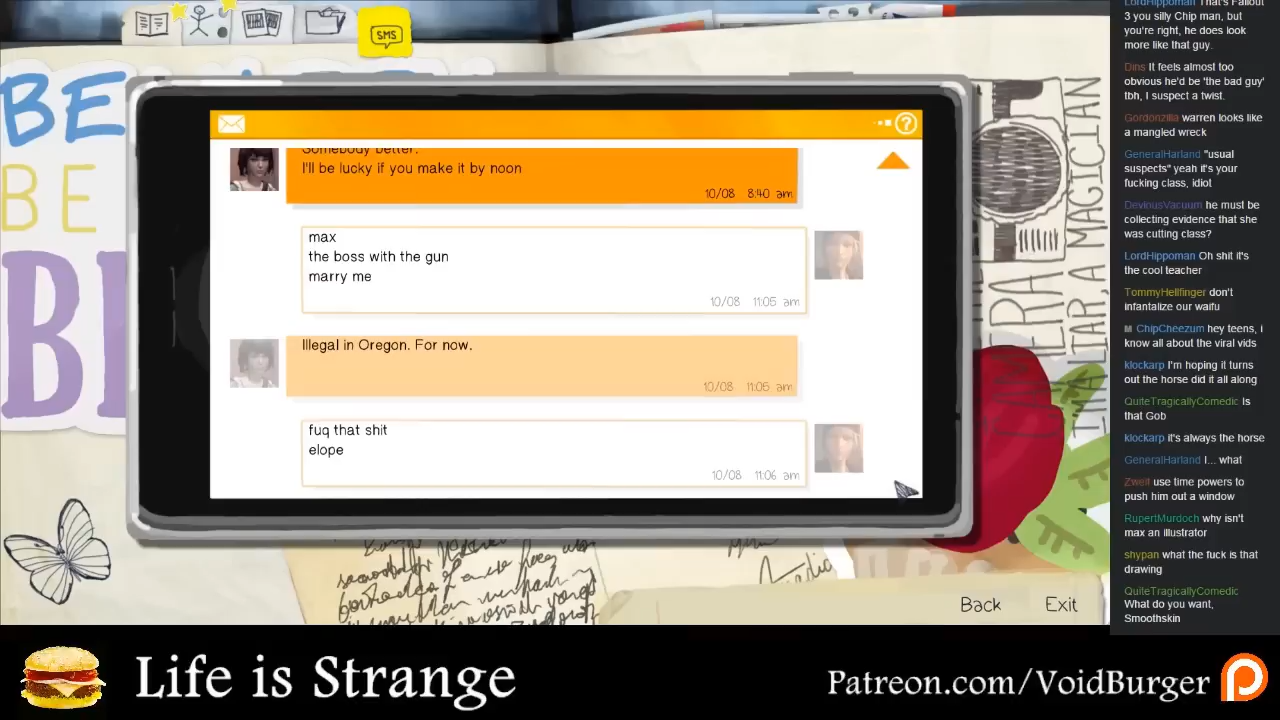 SMS
BE
BE
B
Somebody better.
I'll be lucky if you make it by noon
10/08 8:40 am
max
the boss with the gun
marry me
10/08 11:05 am
Illegal in Oregon. For now.
10/08 11:05 am
fuq that shit
elope
10/08 11:06 am
Back Exit
Life is Strange
Patreon.com/VoidBurger
MAGICIAN
LordHippoman That's Fallout
3 you silly Chip man, but
you're right, he does look
more like that guy.
Dins It feels almost too
obvious he'd be 'the bad guy'
tbh, I suspect a twist.
Gordonzilla warren looks like
a mangled wreck
GeneralHarland "usual
suspects" yeah it's your
fucking class, idiot
DeviousVacuum he must be
collecting evidence that she
was cutting class?
LordHippoman Oh shit it's
the cool teacher
TommyHellfinger don't
infantalize our waifu
M ChipCheezum hey teens, i
know all about the viral vids
klockarp I'm hoping it turns
out the horse did it all along
QuiteTragicallyComedic Is
that Gob
klockarp it's always the horse
GeneralHarland I... what
Zweit use time powers to
push him out a window
RupertMurdoch why isn't
max an illustrator
shypan what the fuck is that
drawing
QuiteTragicallyComedic
What do you want,
Smoothskin